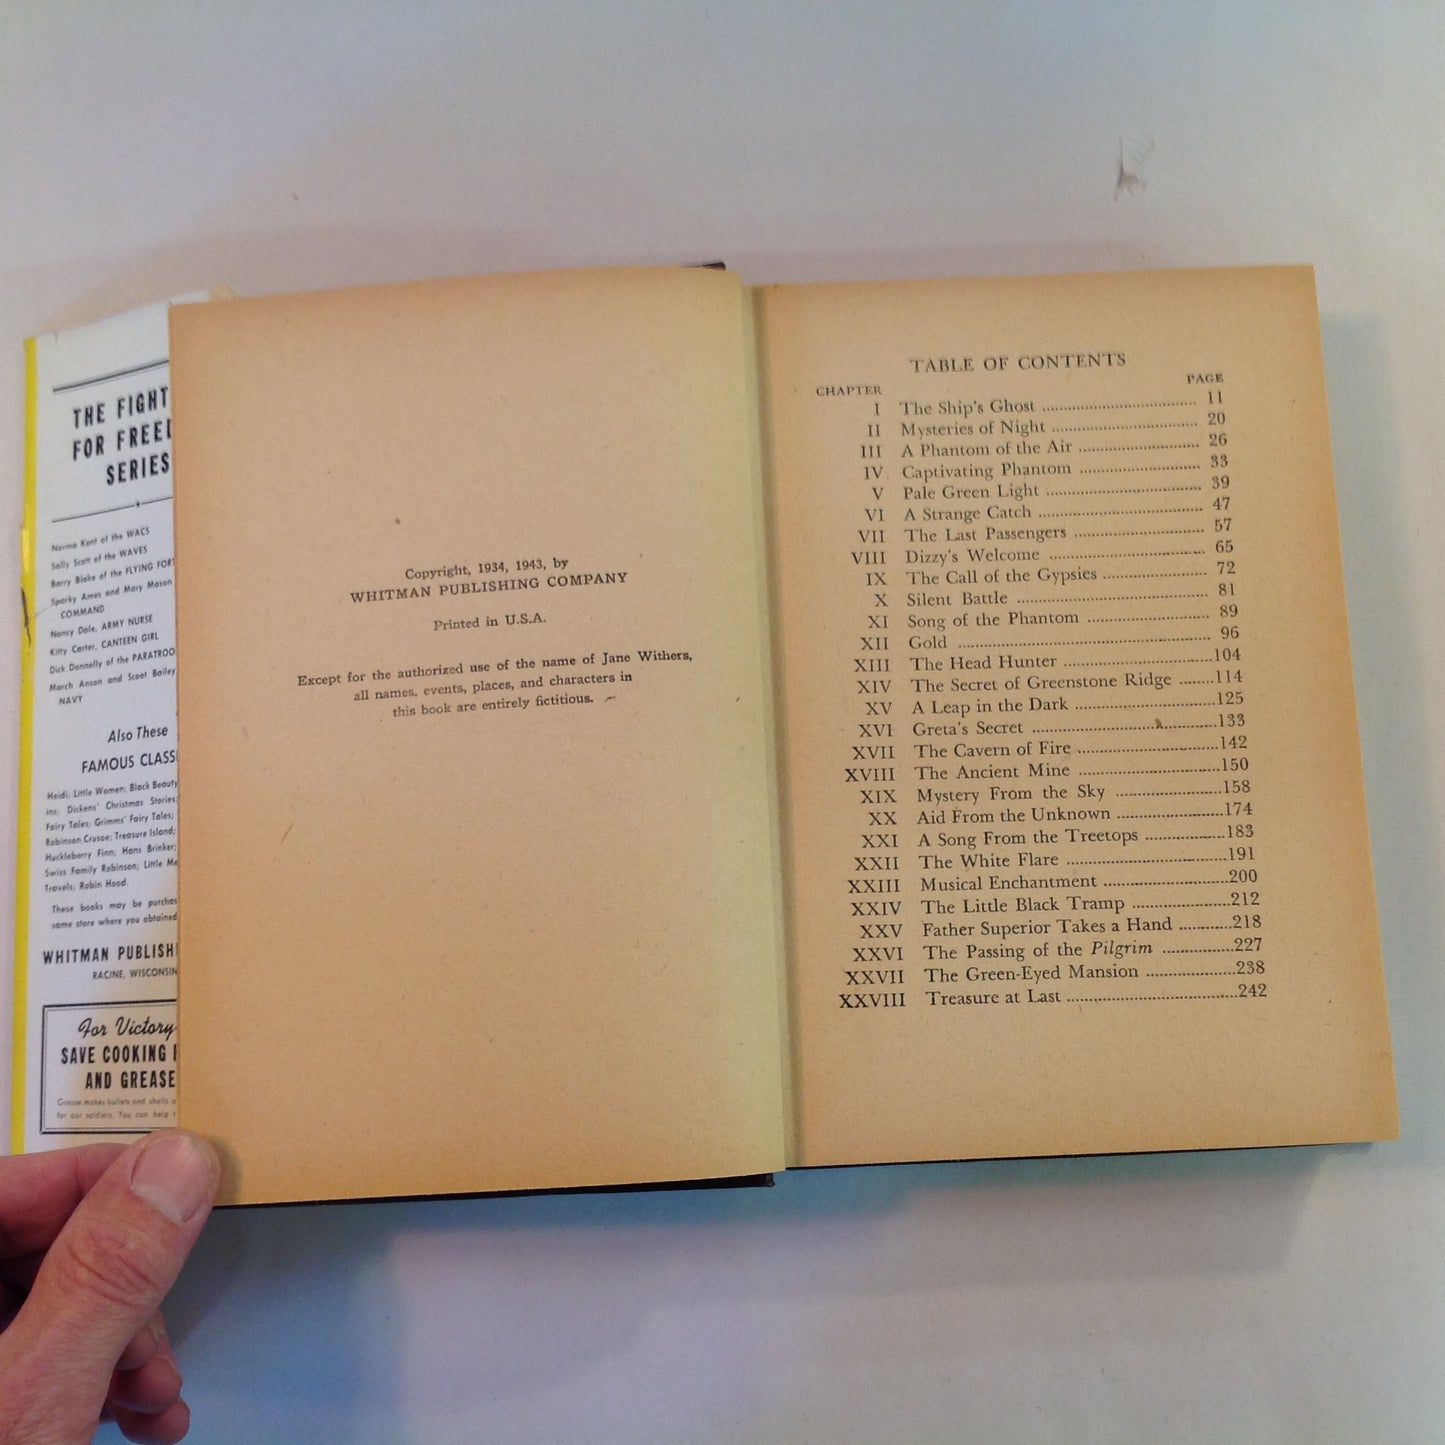 THE FIGHT
FOR FREED
SERIES
Norma Kent of the WACS
Sally Scott of the WAVES
Barry Blake of the FLYING FORT
Sparky Ames and Mary Mason
COMMAND
Nancy Dale, ARMY NURSE
Kitty Carter, CANTEEN GIRL
Dick Donnelly of the PARATROO
March Anson and Scoot Bailey
NAVY
Also These
FAMOUS CLASS
Heidi; Little Women; Black Beauty
ins; Dickens' Christmas Stories;
Fairy Tales; Grimms' Fairy Tales;
Robinson Crusoe; Treasure Island;
Huckleberry Finn; Hans Brinker;
Swiss Family Robinson; Little Me
Travels; Robin Hood.
These books may be purchas
same store where you obtained
WHITMAN PUBLISHI
RACINE, WISCONSIN
For Victory
SAVE COOKING
AND GREASE
Grease makes bullets and shells
for our soldiers. You can help
Copyright, 1934, 1943, by
WHITMAN PUBLISHING COMPANY
Printed in U.S.A.
Except for the authorized use of the name of Jane Withers,
all names, events, places, and characters in
this book are entirely fictitious.
TABLE OF CONTENTS
CHAPTER PAGE
I The Ship's Ghost 11
II Mysteries of Night 20
III A Phantom of the Air 26
IV Captivating Phantom 33
V Pale Green Light 39
VI A Strange Catch 47
VII The Last Passengers 57
VIII Dizzy's Welcome 65
IX The Call of the Gypsies 72
X Silent Battle 81
XI Song of the Phantom 89
XII Gold 96
XIII The Head Hunter 104
XIV The Secret of Greenstone Ridge 114
XV A Leap in the Dark 125
XVI Greta's Secret 133
XVII The Cavern of Fire 142
XVIII The Ancient Mine 150
XIX Mystery From the Sky 158
XX Aid From the Unknown 174
XXI A Song From the Treetops 183
XXII The White Flare 191
XXIII Musical Enchantment 200
XXIV The Little Black Tramp 212
XXV Father Superior Takes a Hand 218
XXVI The Passing of the Pilgrim 227
XXVII The Green-Eyed Mansion 238
XXVIII Treasure at Last 242